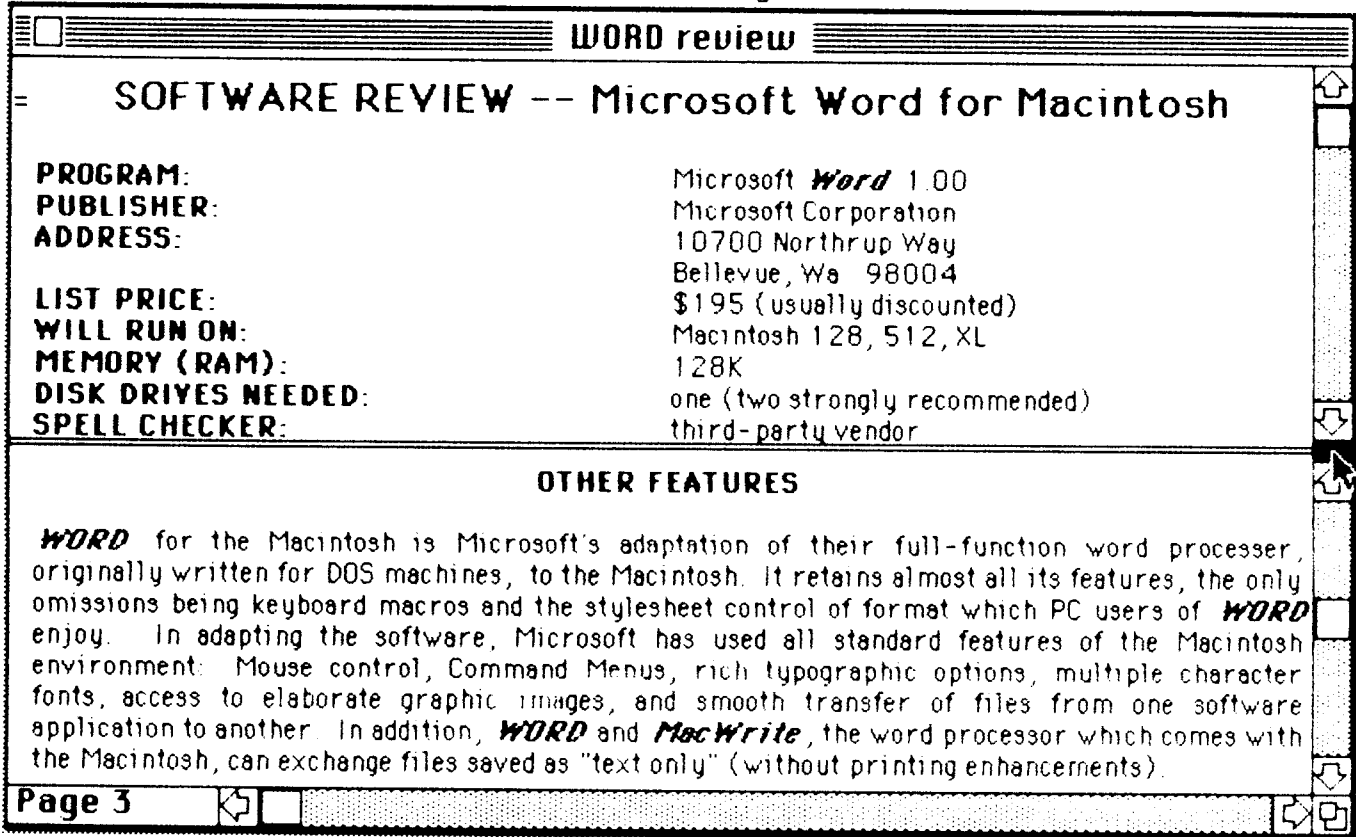 WORD review
= SOFTWARE REVIEW -- Microsoft Word for Macintosh
PROGRAM: Microsoft Word 1.00
PUBLISHER: Microsoft Corporation
ADDRESS: 10700 Northrup Way
Bellevue, Wa 98004
LIST PRICE: $195 (usually discounted)
WILL RUN ON: Macintosh 128, 512, XL
MEMORY (RAM): 128K
DISK DRIVES NEEDED: one (two strongly recommended)
SPELL CHECKER: third-party vendor
OTHER FEATURES
WORD for the Macintosh is Microsoft's adaptation of their full-function word processer,
originally written for DOS machines, to the Macintosh. It retains almost all its features, the only
omissions being keyboard macros and the stylesheet control of format which PC users of WORD
enjoy. In adapting the software, Microsoft has used all standard features of the Macintosh
environment: Mouse control, Command Menus, rich typographic options, multiple character
fonts, access to elaborate graphic images, and smooth transfer of files from one software
application to another. In addition, WORD and MacWrite, the word processor which comes with
the Macintosh, can exchange files saved as "text only" (without printing enhancements).
Page 3